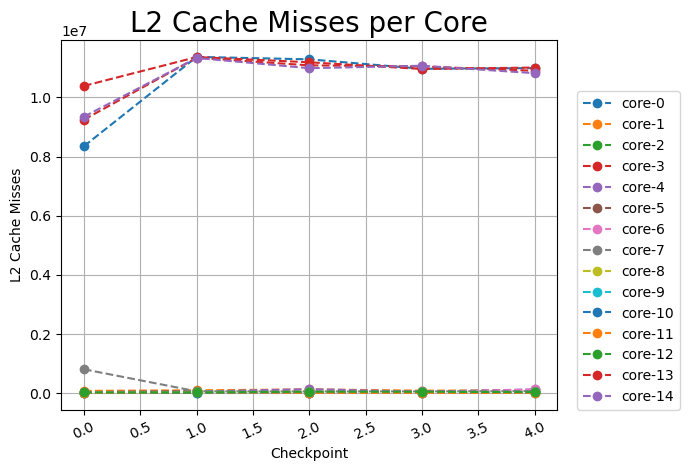 L2 Cache Misses per Core
1e7
1.0
0.8
0.6
0.4
0.2
0.0
L2 Cache Misses
0.0 0.5 1.0 1.5 2.0 2.5 3.0 3.5 4.0
Checkpoint
core-0
core-1
core-2
core-3
core-4
core-5
core-6
core-7
core-8
core-9
core-10
core-11
core-12
core-13
core-14